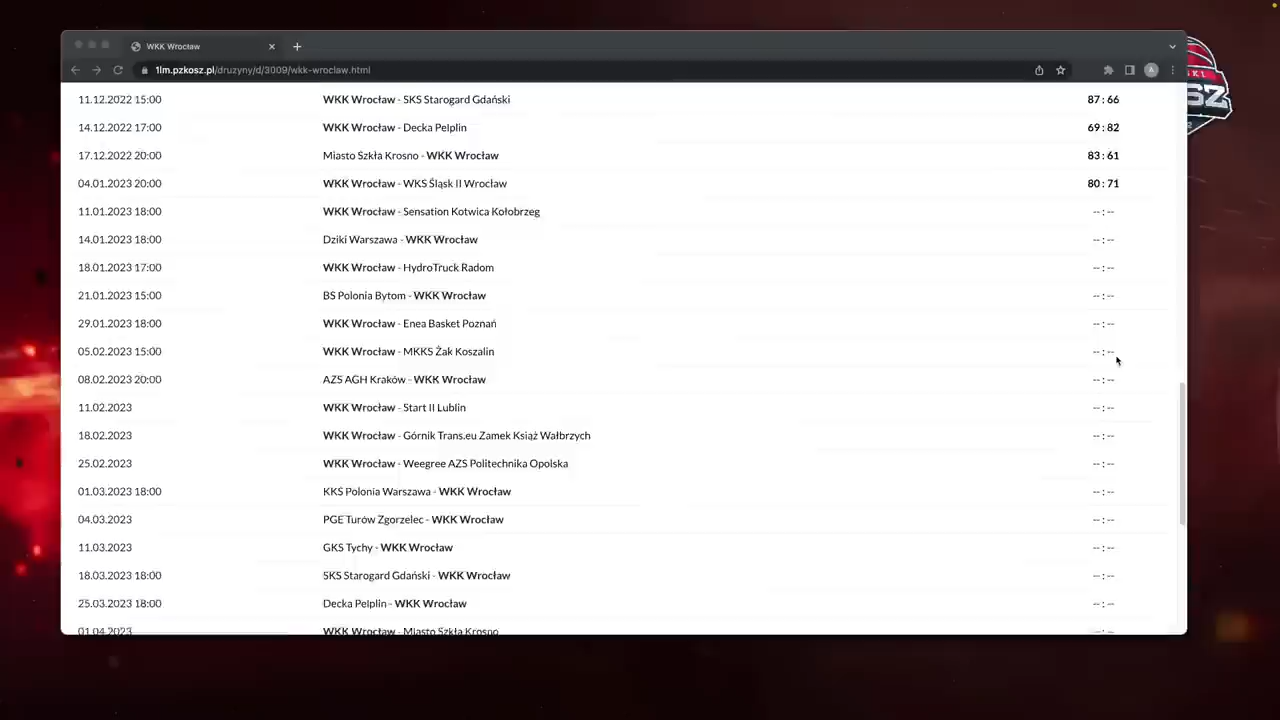 WKK Wrocław
1lm.pzkosz.pl/druzyny/d/3009/wkk-wroclaw.html
11.12.2022 15:00 WKK Wrocław - SKS Starogard Gdański 87 : 66
14.12.2022 17:00 WKK Wrocław - Decka Pelplin 69 : 82
17.12.2022 20:00 Miasto Szkła Krosno - WKK Wrocław 83 : 61
04.01.2023 20:00 WKK Wrocław - WKS Śląsk II Wrocław 80 : 71
11.01.2023 18:00 WKK Wrocław - Sensation Kotwica Kołobrzeg -- : --
14.01.2023 18:00 Dziki Warszawa - WKK Wrocław -- : --
18.01.2023 17:00 WKK Wrocław - HydroTruck Radom -- : --
21.01.2023 15:00 BS Polonia Bytom - WKK Wrocław -- : --
29.01.2023 18:00 WKK Wrocław - Enea Basket Poznań -- : --
05.02.2023 15:00 WKK Wrocław - MKKS Żak Koszalin -- : --
08.02.2023 20:00 AZS AGH Kraków - WKK Wrocław -- : --
11.02.2023 WKK Wrocław - Start II Lublin -- : --
18.02.2023 WKK Wrocław - Górnik Trans.eu Zamek Książ Wałbrzych -- : --
25.02.2023 WKK Wrocław - Weegree AZS Politechnika Opolska -- : --
01.03.2023 18:00 KKS Polonia Warszawa - WKK Wrocław -- : --
04.03.2023 PGE Turów Zgorzelec - WKK Wrocław -- : --
11.03.2023 GKS Tychy - WKK Wrocław -- : --
18.03.2023 18:00 SKS Starogard Gdański - WKK Wrocław -- : --
25.03.2023 18:00 Decka Pelplin - WKK Wrocław -- : --
01.04.2023 WKK Wrocław - Miasto Szkła Krosno -- : --